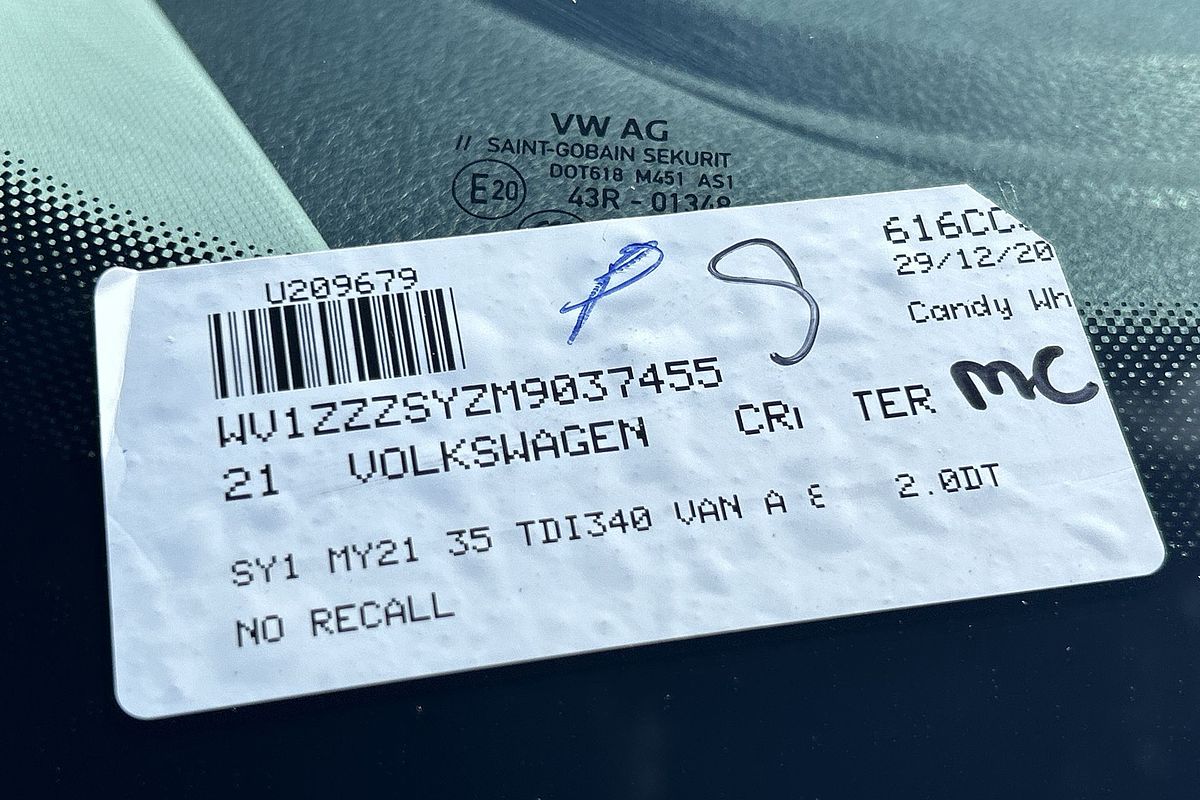 VW AG
// SAINT-GOBAIN SEKURIT
DOT618 M451 AS1
E20
43R - 01348
U209679
616CC
29/12/20
Candy Wh
WV1ZZZSYZM9037455
21 VOLKSWAGEN CRI TER MC
SY1 MY21 35 TDI340 VAN A 2.0DT
NO RECALL